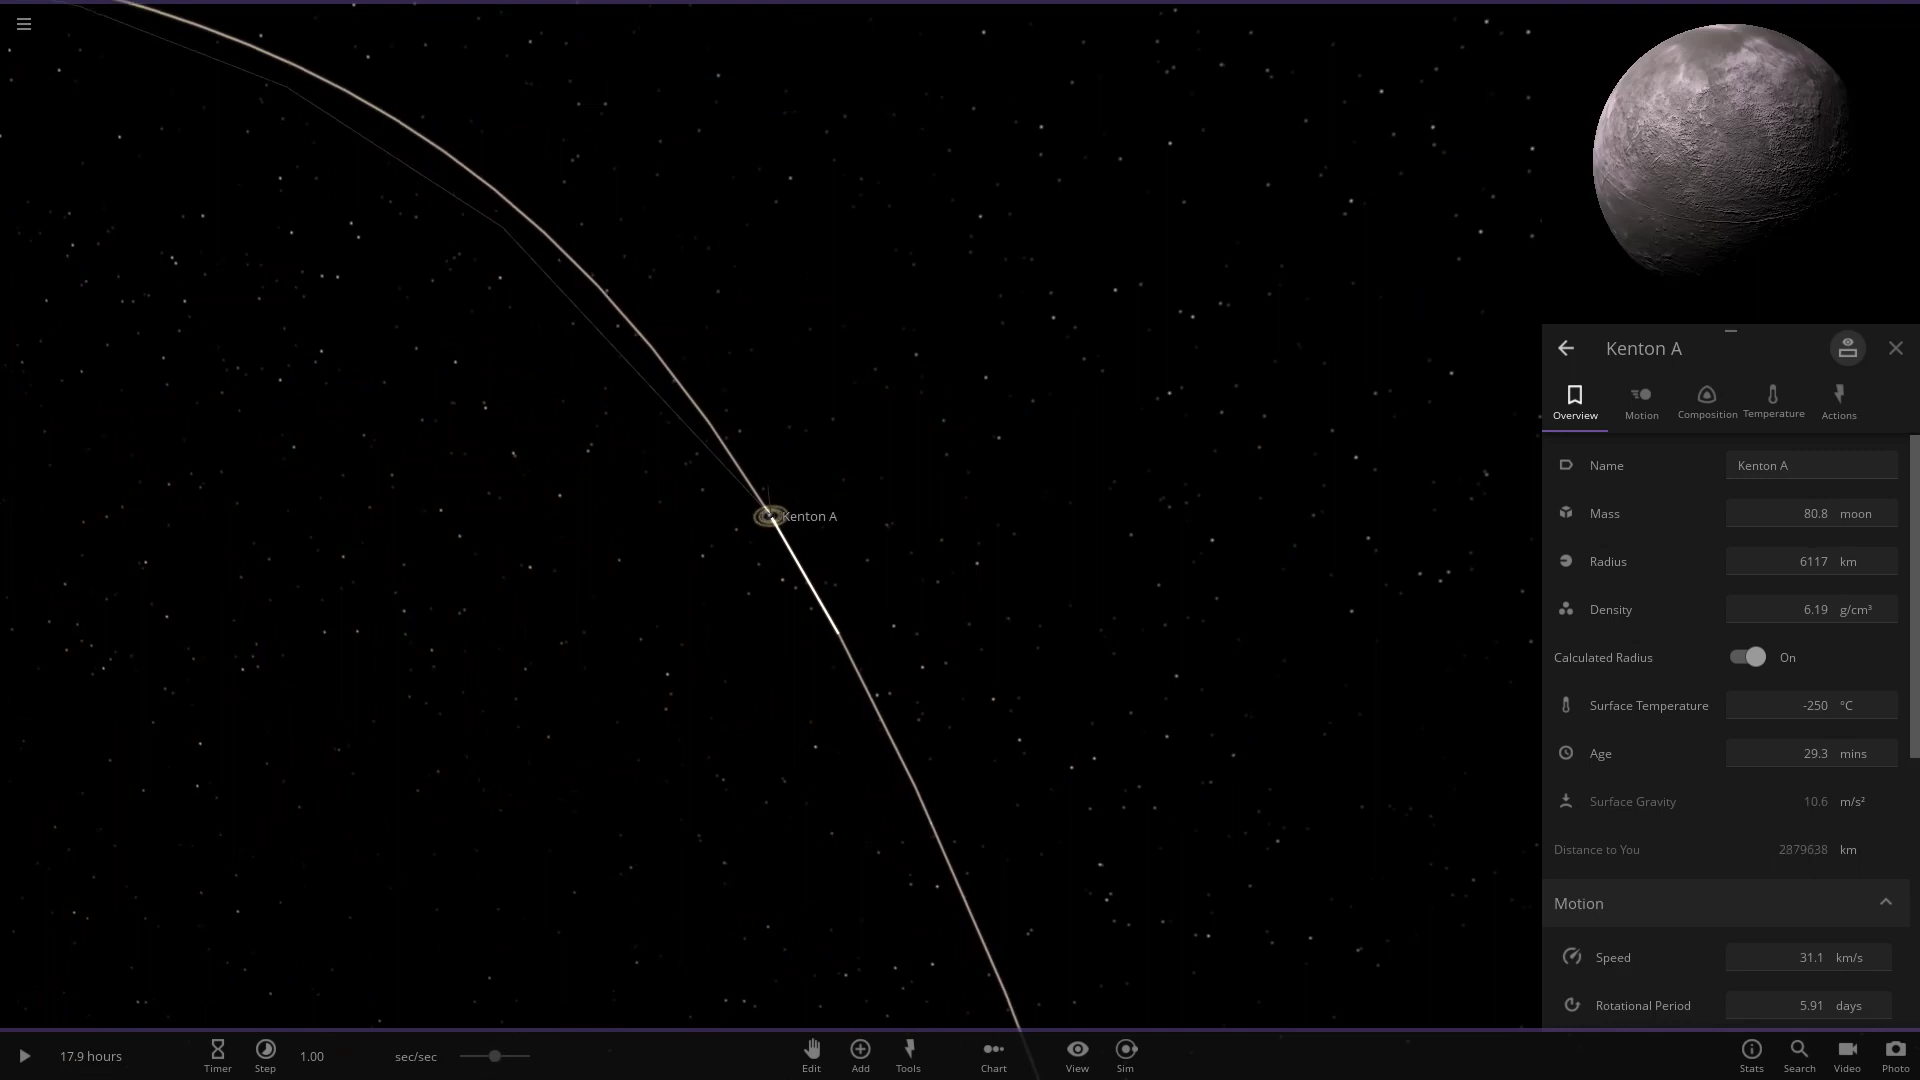 Kenton A
Kenton A
Overview
Motion
Composition
Temperature
Actions
Name Kenton A
Mass 80.8 moon
Radius 6117 km
Density 6.19 g/cm³
Calculated Radius On
Surface Temperature -250 °C
Age 29.3 mins
Surface Gravity 10.6 m/s²
Distance to You 2879638 km
Motion
Speed 31.1 km/s
Rotational Period 5.91 days
17.9 hours
Timer
Step
1.00 sec/sec
Edit
Add
Tools
Chart
View
Sim
Stats
Search
Video
Photo